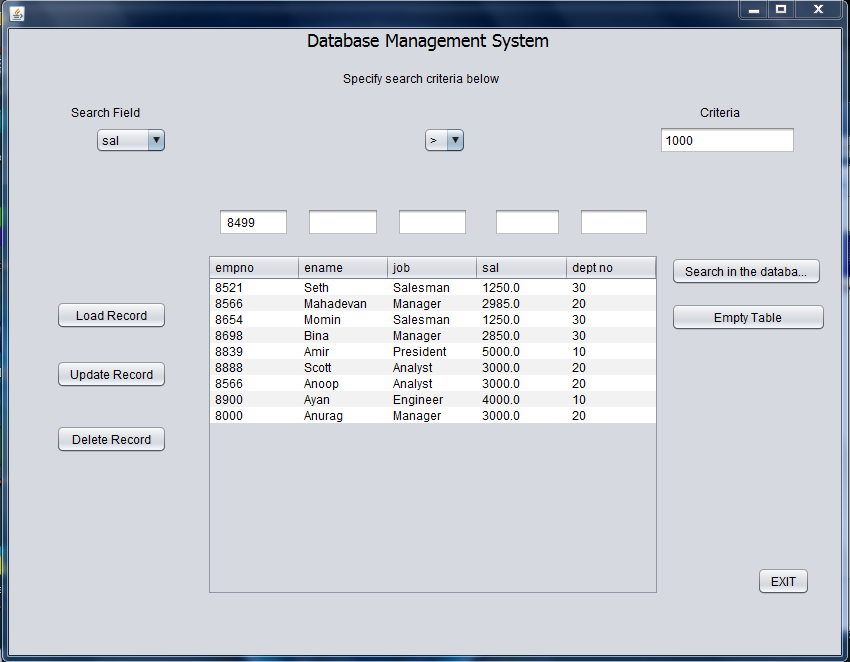 Database Management System
Specify search criteria below
Search Field Criteria
sal > 1000
8499
empno ename job sal dept no
8521 Seth Salesman 1250.0 30
8566 Mahadevan Manager 2985.0 20
8654 Momin Salesman 1250.0 30
8698 Bina Manager 2850.0 30
8839 Amir President 5000.0 10
8888 Scott Analyst 3000.0 20
8566 Anoop Analyst 3000.0 20
8900 Ayan Engineer 4000.0 10
8000 Anurag Manager 3000.0 20
Load Record
Update Record
Delete Record
Search in the databa...
Empty Table
EXIT